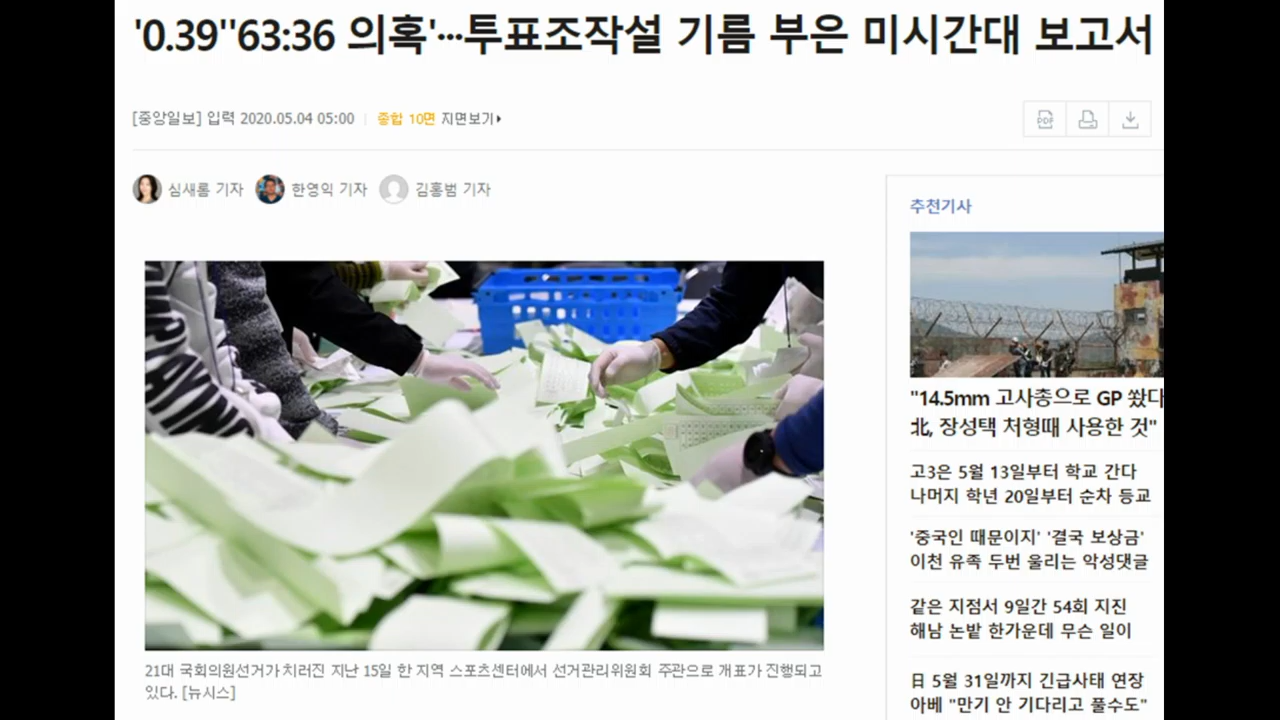 '0.39''63:36 의혹'…투표조작설 기름 부은 미시간대 보고서
[중앙일보] 입력 2020.05.04 05:00 | 종합 10면 지면보기
PDF
심새롬 기자 한영익 기자 김홍범 기자
추천기사
"14.5mm 고사총으로 GP 쐈다
北, 장성택 처형때 사용한 것"
고3은 5월 13일부터 학교 간다
나머지 학년 20일부터 순차 등교
'중국인 때문이지' '결국 보상금'
이천 유족 두번 울리는 악성댓글
같은 지점서 9일간 54회 지진
해남 논밭 한가운데 무슨 일이
日 5월 31일까지 긴급사태 연장
아베 "만기 안 기다리고 풀수도"
21대 국회의원선거가 치러진 지난 15일 한 지역 스포츠센터에서 선거관리위원회 주관으로 개표가 진행되고
있다. [뉴시스]